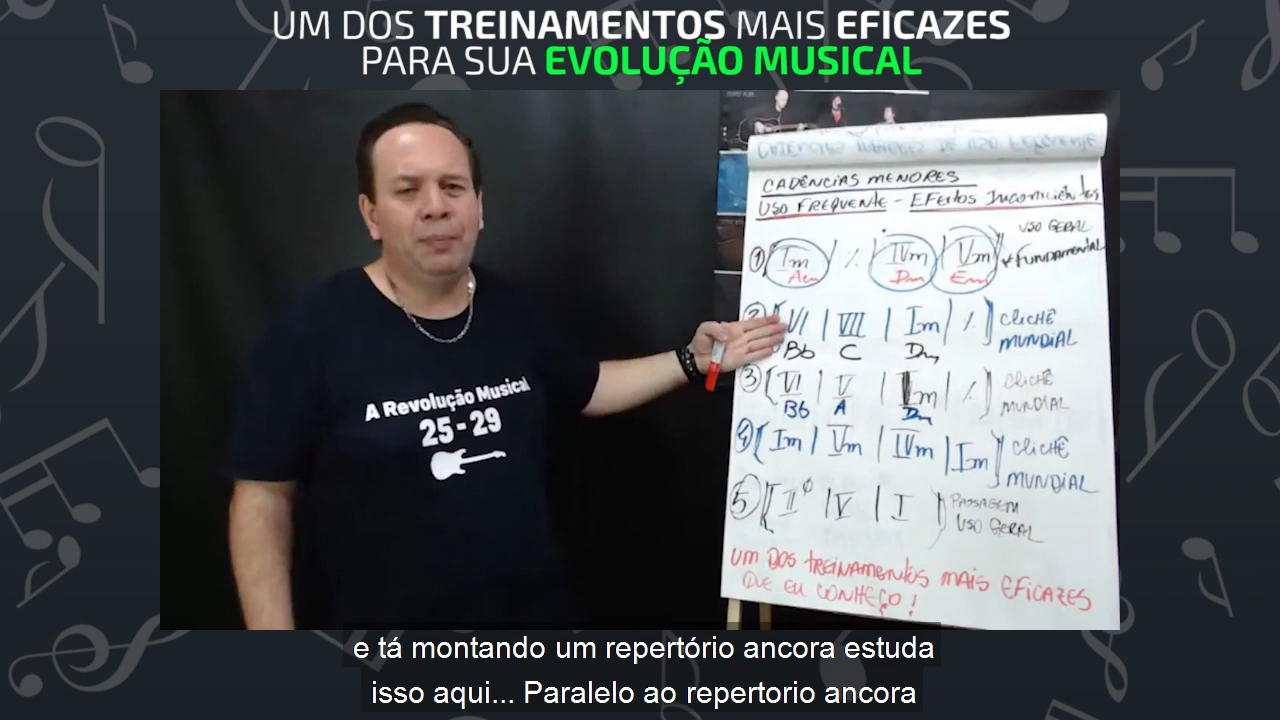 UM DOS TREINAMENTOS MAIS EFICAZES
PARA SUA EVOLUÇÃO MUSICAL
CADÊNCIAS MENORES
USO FREQUENTE - EFEITOS INCONSCIENTES
USO GERAL
① Im | ٪ | IVm | Vm | * FUNDAMENTAL
Am Dm Em
② VI | VII | Im | ٪ CLICHÊ
MUNDIAL
Bb C Dm
③ VI | V | Im | ٪ CLICHÊ
MUNDIAL
Bb A Dm
④ Im | Vm | IVm | Im CLICHÊ
MUNDIAL
⑤ IIø | V | I PASSAGEM
USO GERAL
UM DOS TREINAMENTOS MAIS EFICAZES
QUE EU CONHEÇO!
A Revolução Musical
25 - 29
e tá montando um repertório ancora estuda
isso aqui... Paralelo ao repertorio ancora